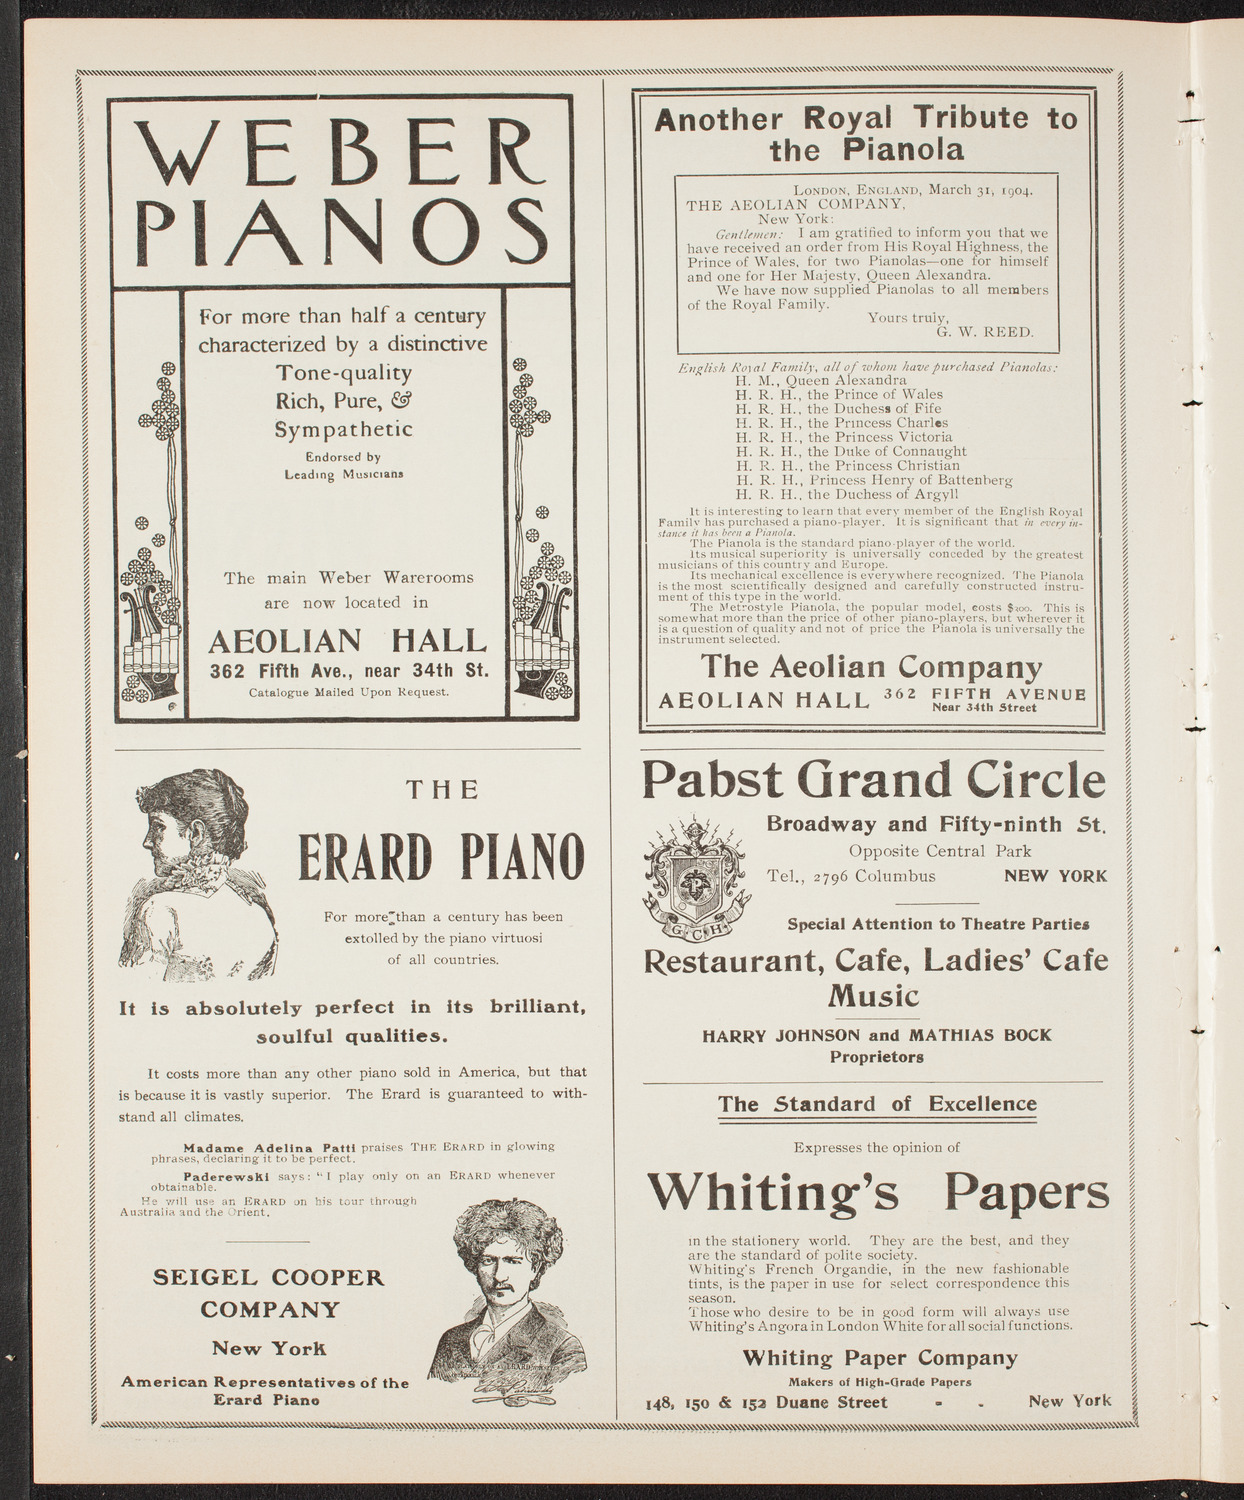 WEBER
PIANOS
For more than half a century
characterized by a distinctive
Tone-quality
Rich, Pure, &
Sympathetic
Endorsed by
Leading Musicians
The main Weber Warerooms
are now located in
AEOLIAN HALL
362 Fifth Ave., near 34th St.
Catalogue Mailed Upon Request.
THE
ERARD PIANO
For more than a century has been
extolled by the piano virtuosi
of all countries.
It is absolutely perfect in its brilliant,
soulful qualities.
It costs more than any other piano sold in America, but that
is because it is vastly superior. The Erard is guaranteed to with-
stand all climates.
Madame Adelina Patti praises THE ERARD in glowing
phrases, declaring it to be perfect.
Paderewski says: "I play only on an ERARD whenever
obtainable.
He will use an ERARD on his tour through
Australia and the Orient.
SEIGEL COOPER
COMPANY
New York
American Representatives of the
Erard Piano
Another Royal Tribute to
the Pianola
LONDON, ENGLAND, March 31, 1904.
THE AEOLIAN COMPANY,
New York:
Gentlemen: I am gratified to inform you that we
have received an order from His Royal Highness, the
Prince of Wales, for two Pianolas—one for himself
and one for Her Majesty, Queen Alexandra.
We have now supplied Pianolas to all members
of the Royal Family.
Yours truly,
G. W. REED.
English Royal Family, all of whom have purchased Pianolas:
H. M., Queen Alexandra
H. R. H., the Prince of Wales
H. R. H., the Duchess of Fife
H. R. H., the Princess Charles
H. R. H., the Princess Victoria
H. R. H., the Duke of Connaught
H. R. H., the Princess Christian
H. R. H., Princess Henry of Battenberg
H. R. H., the Duchess of Argyll
It is interesting to learn that every member of the English Royal
Family has purchased a piano-player. It is significant that in every in-
stance it has been a Pianola.
The Pianola is the standard piano-player of the world.
Its musical superiority is universally conceded by the greatest
musicians of this country and Europe.
Its mechanical excellence is everywhere recognized. The Pianola
is the most scientifically designed and carefully constructed instru-
ment of this type in the world.
The Metrostyle Pianola, the popular model, costs $300. This is
somewhat more than the price of other piano-players, but wherever it
is a question of quality and not of price the Pianola is universally the
instrument selected.
The Aeolian Company
AEOLIAN HALL 362 FIFTH AVENUE
Near 34th Street
Pabst Grand Circle
Broadway and Fifty-ninth St.
Opposite Central Park
Tel., 2796 Columbus NEW YORK
P
G C H
Special Attention to Theatre Parties
Restaurant, Cafe, Ladies' Cafe
Music
HARRY JOHNSON and MATHIAS BOCK
Proprietors
The Standard of Excellence
Expresses the opinion of
Whiting's Papers
in the stationery world. They are the best, and they
are the standard of polite society.
Whiting's French Organdie, in the new fashionable
tints, is the paper in use for select correspondence this
season.
Those who desire to be in good form will always use
Whiting's Angora in London White for all social functions.
Whiting Paper Company
Makers of High-Grade Papers
148, 150 & 152 Duane Street - - New York